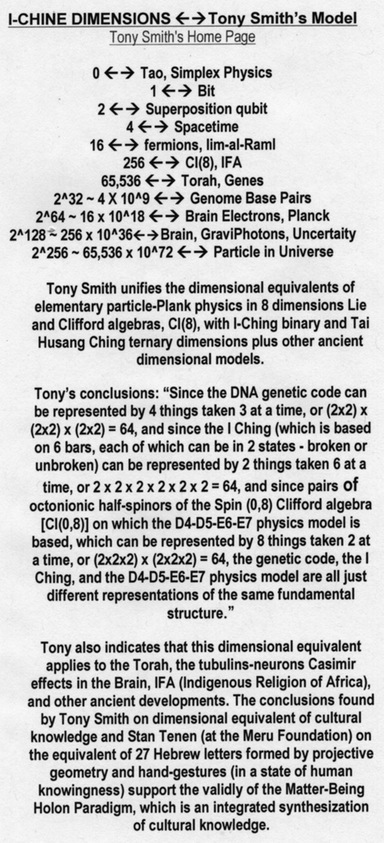 I-CHINE DIMENSIONS ←→Tony Smith's Model
Tony Smith's Home Page
0 ←→ Tao, Simplex Physics
1 ←→ Bit
2 ←→ Superposition qubit
4 ←→ Spacetime
16 ←→ fermions, lim-al-Raml
256 ←→ Cl(8), IFA
65,536 ←→ Torah, Genes
2^32 ~ 4 X 10^9 ←→ Genome Base Pairs
2^64 ~ 16 x 10^18 ←→ Brain Electrons, Planck
2^128 ~ 256 x 10^36←→Brain, GraviPhotons, Uncertaity
2^256 ~ 65,536 x 10^72 ←→ Particle in Universe
Tony Smith unifies the dimensional equivalents of
elementary particle-Plank physics in 8 dimensions Lie
and Clifford algebras, Cl(8), with I-Ching binary and Tai
Husang Ching ternary dimensions plus other ancient
dimensional models.
Tony's conclusions: “Since the DNA genetic code can
be represented by 4 things taken 3 at a time, or (2x2) x
(2x2) x (2x2) = 64, and since the I Ching (which is based
on 6 bars, each of which can be in 2 states - broken or
unbroken) can be represented by 2 things taken 6 at a
time, or 2 x 2 x 2 x 2 x 2 x 2 = 64, and since pairs of
octonionic half-spinors of the Spin (0,8) Clifford algebra
[Cl(0,8)] on which the D4-D5-E6-E7 physics model is
based, which can be represented by 8 things taken 2 at
a time, or (2x2x2) x (2x2x2) = 64, the genetic code, the I
Ching, and the D4-D5-E6-E7 physics model are all just
different representations of the same fundamental
structure.”
Tony also indicates that this dimensional equivalent
applies to the Torah, the tubulins-neurons Casimir
effects in the Brain, IFA (Indigenous Religion of Africa),
and other ancient developments. The conclusions found
by Tony Smith on dimensional equivalent of cultural
knowledge and Stan Tenen (at the Meru Foundation) on
the equivalent of 27 Hebrew letters formed by projective
geometry and hand-gestures (in a state of human
knowingness) support the validly of the Matter-Being
Holon Paradigm, which is an integrated synthesization
of cultural knowledge.